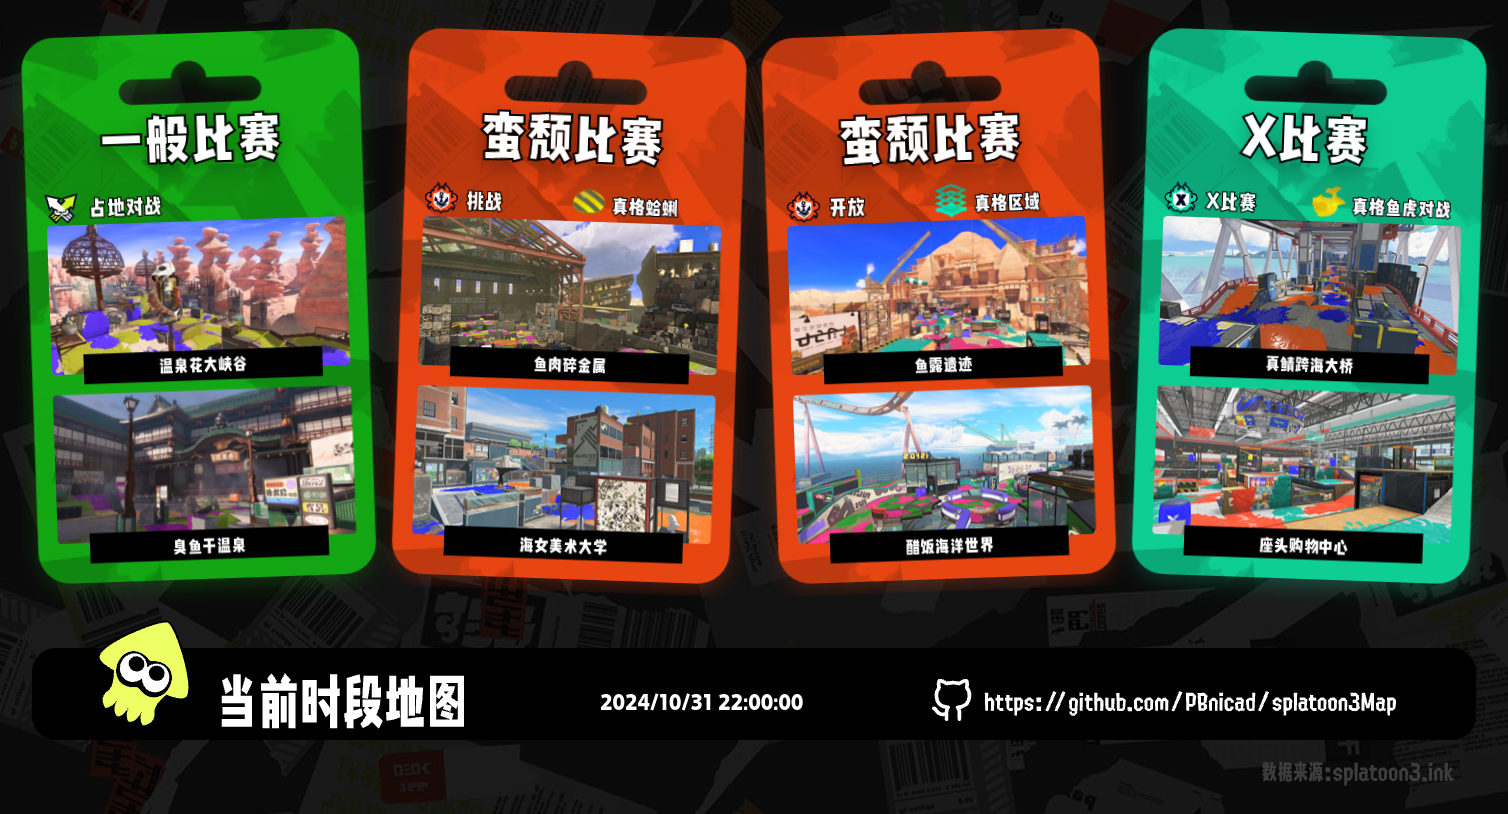 一般比赛
占地对战
温泉花大峡谷
臭鱼干温泉
蛮颓比赛
挑战
真格蛤蜊
鱼肉碎金属
海女美术大学
蛮颓比赛
开放
真格区域
鱼露遗迹
醋饭海洋世界
X比赛
X比赛
真格鱼虎对战
真鲭跨海大桥
座头购物中心
当前时段地图
2024/10/31 22:00:00
https://github.com/PBnicad/splatoon3Map
数据来源:splatoon3.ink